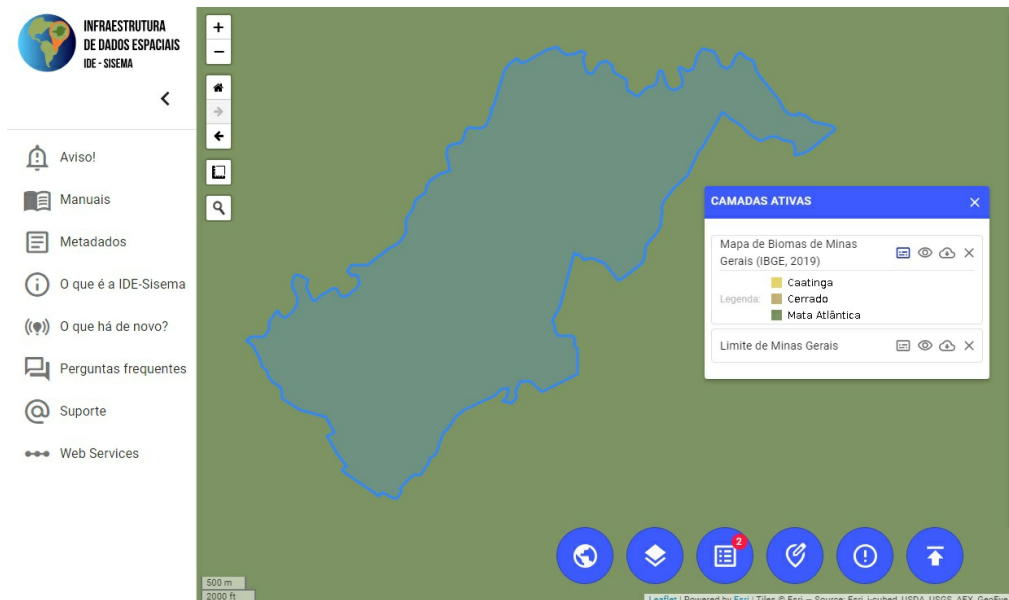 INFRAESTRUTURA
DE DADOS ESPACIAIS
IDE - SISEMA
Aviso!
Manuais
Metadados
O que é a IDE-Sisema
O que há de novo?
Perguntas frequentes
Suporte
Web Services
CAMADAS ATIVAS
Mapa de Biomas de Minas
Gerais (IBGE, 2019)
Caatinga
Legenda: Cerrado
Mata Atlântica
Limite de Minas Gerais
2
500 m
2000 ft
Leaflet | Powered by Esri | Tiles © Esri — Source: Esri, i-cubed, USDA, USGS, AEX, GeoEye